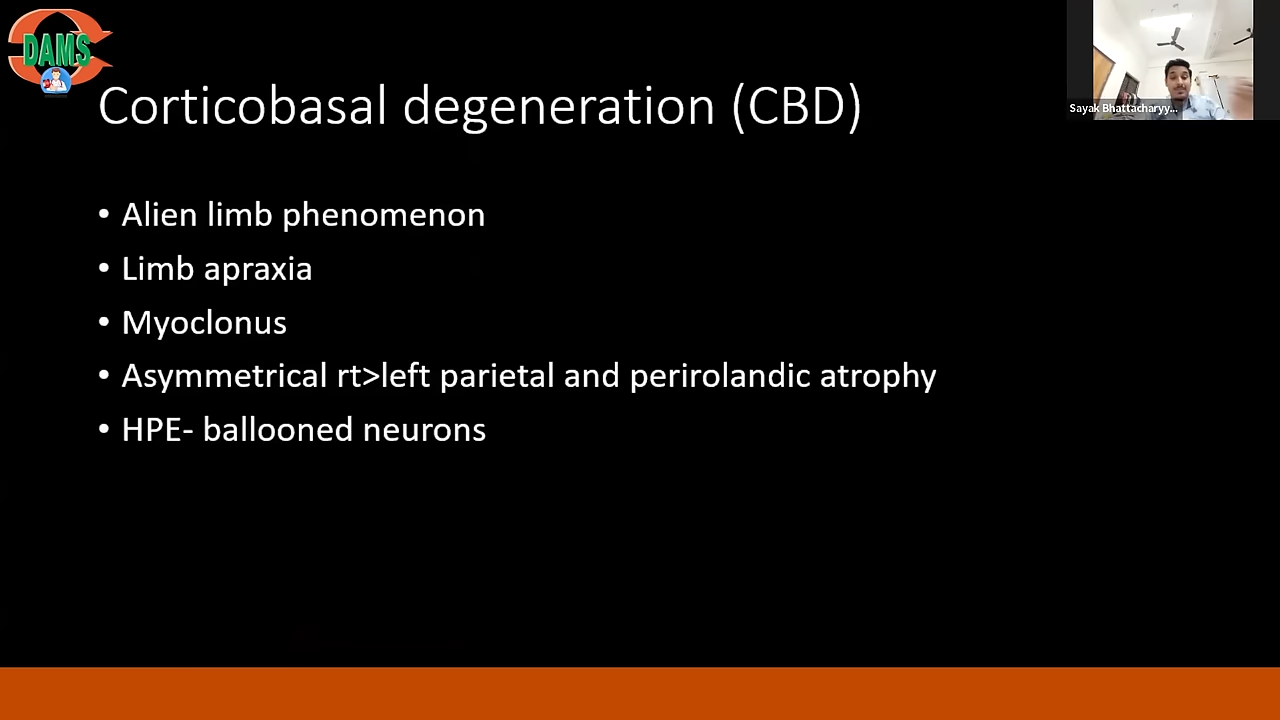 DAMS
Corticobasal degeneration (CBD)
Sayak Bhattacharyy...
• Alien limb phenomenon
• Limb apraxia
• Myoclonus
• Asymmetrical rt>left parietal and perirolandic atrophy
• HPE- ballooned neurons